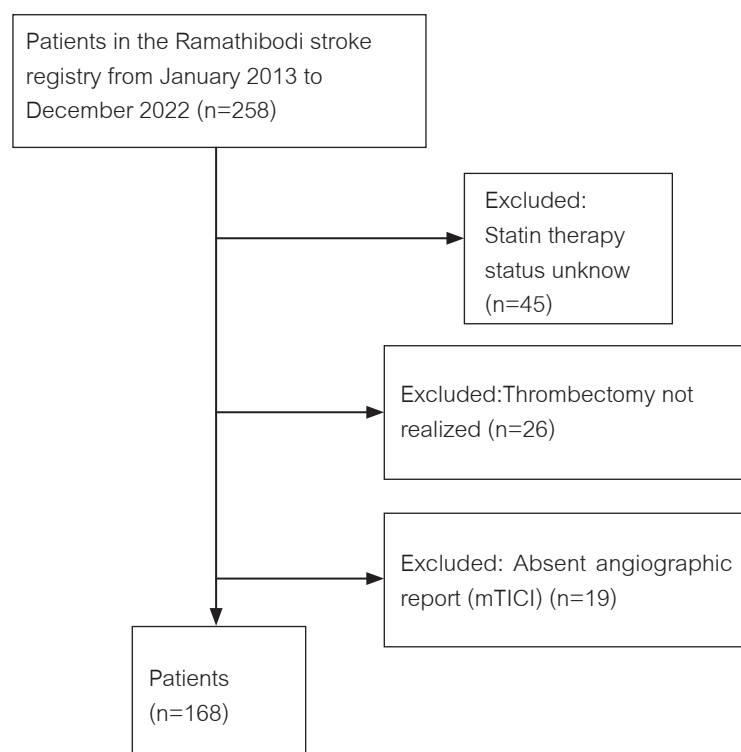 Patients in the Ramathibodi stroke
registry from January 2013 to
December 2022 (n=258)
Excluded:
Statin therapy
status unknow
(n=45)
Excluded:Thrombectomy not
realized (n=26)
Excluded: Absent angiographic
report (mTICI) (n=19)
Patients
(n=168)